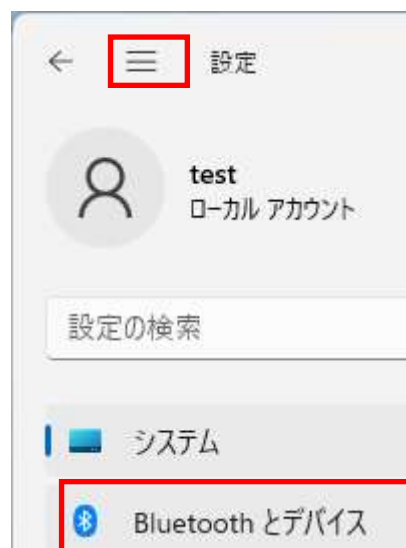 設定
test
ローカル アカウント
設定の検索
システム
Bluetooth とデバイス